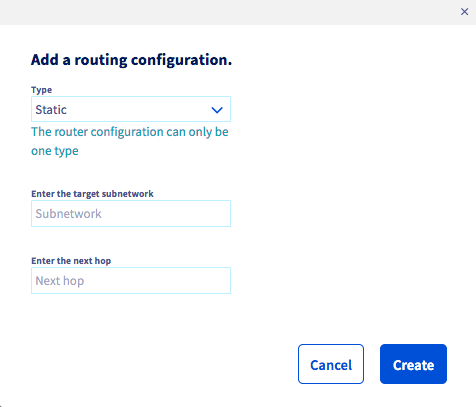 Add a routing configuration.
Type
Static
The router configuration can only be
one type
Enter the target subnetwork
Subnetwork
Enter the next hop
Next hop
Cancel
Create